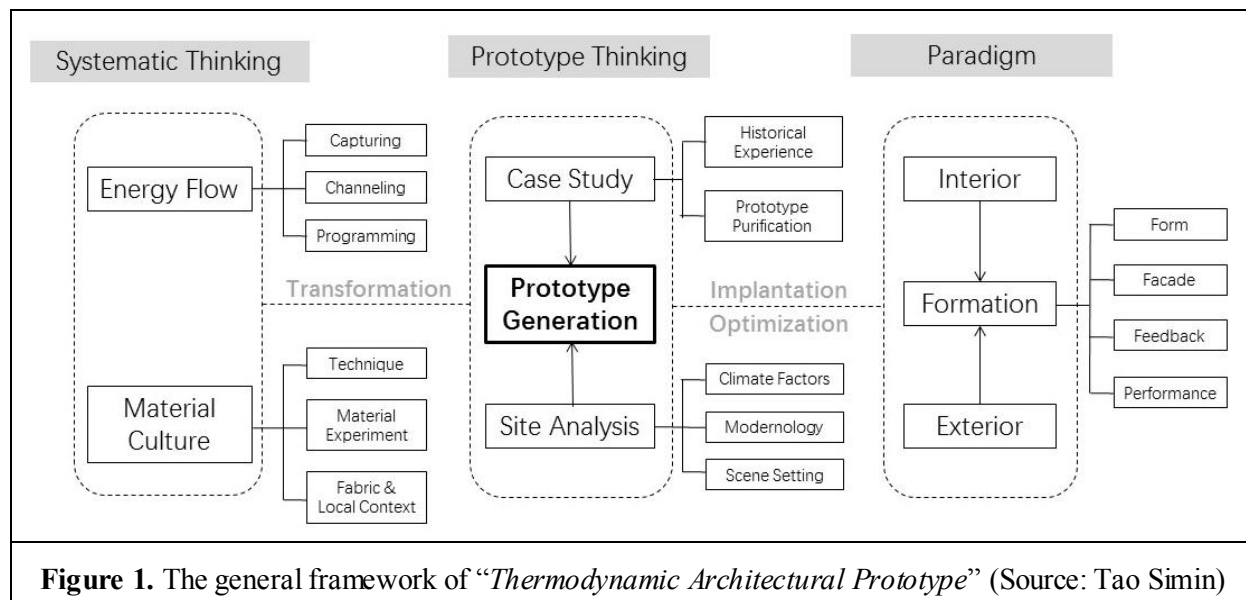 Systematic Thinking
Prototype Thinking
Paradigm
Energy Flow
Capturing
Channeling
Programming
Material
Culture
Technique
Material
Experiment
Fabric &
Local Context
Transformation
Case Study
Historical
Experience
Prototype
Purification
Prototype
Generation
Site Analysis
Climate Factors
Modernology
Scene Setting
Implantation
Optimization
Interior
Formation
Exterior
Form
Facade
Feedback
Performance
Figure 1. The general framework of “Thermodynamic Architectural Prototype” (Source: Tao Simin)